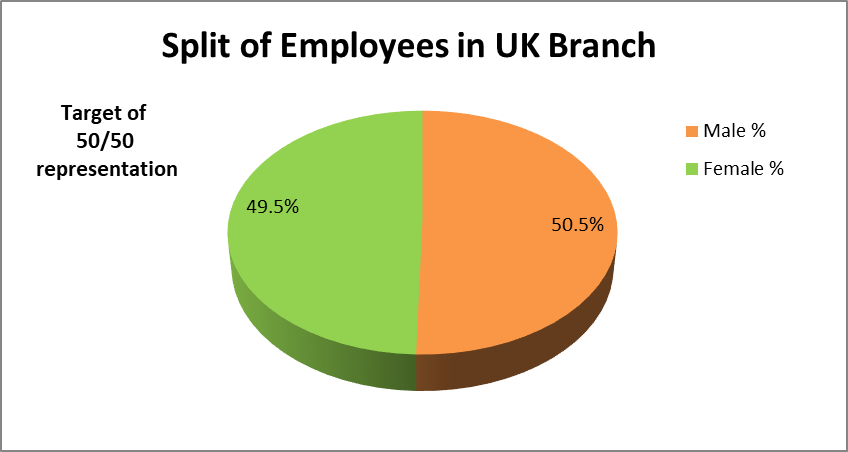 Split of Employees in UK Branch
Target of
50/50
representation
Male %
Female %
49.5%
50.5%